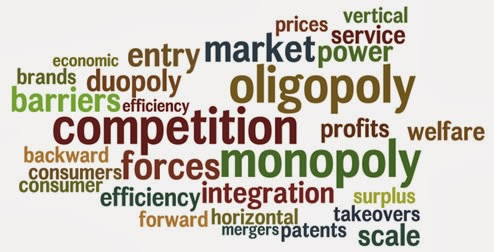 vertical
prices service
economic entry market power
brands duopoly oligopoly
barriers efficiency
competition profits welfare
backward forces monopoly
consumers
consumer efficiency integration surplus
forward horizontal takeovers
mergers patents scale